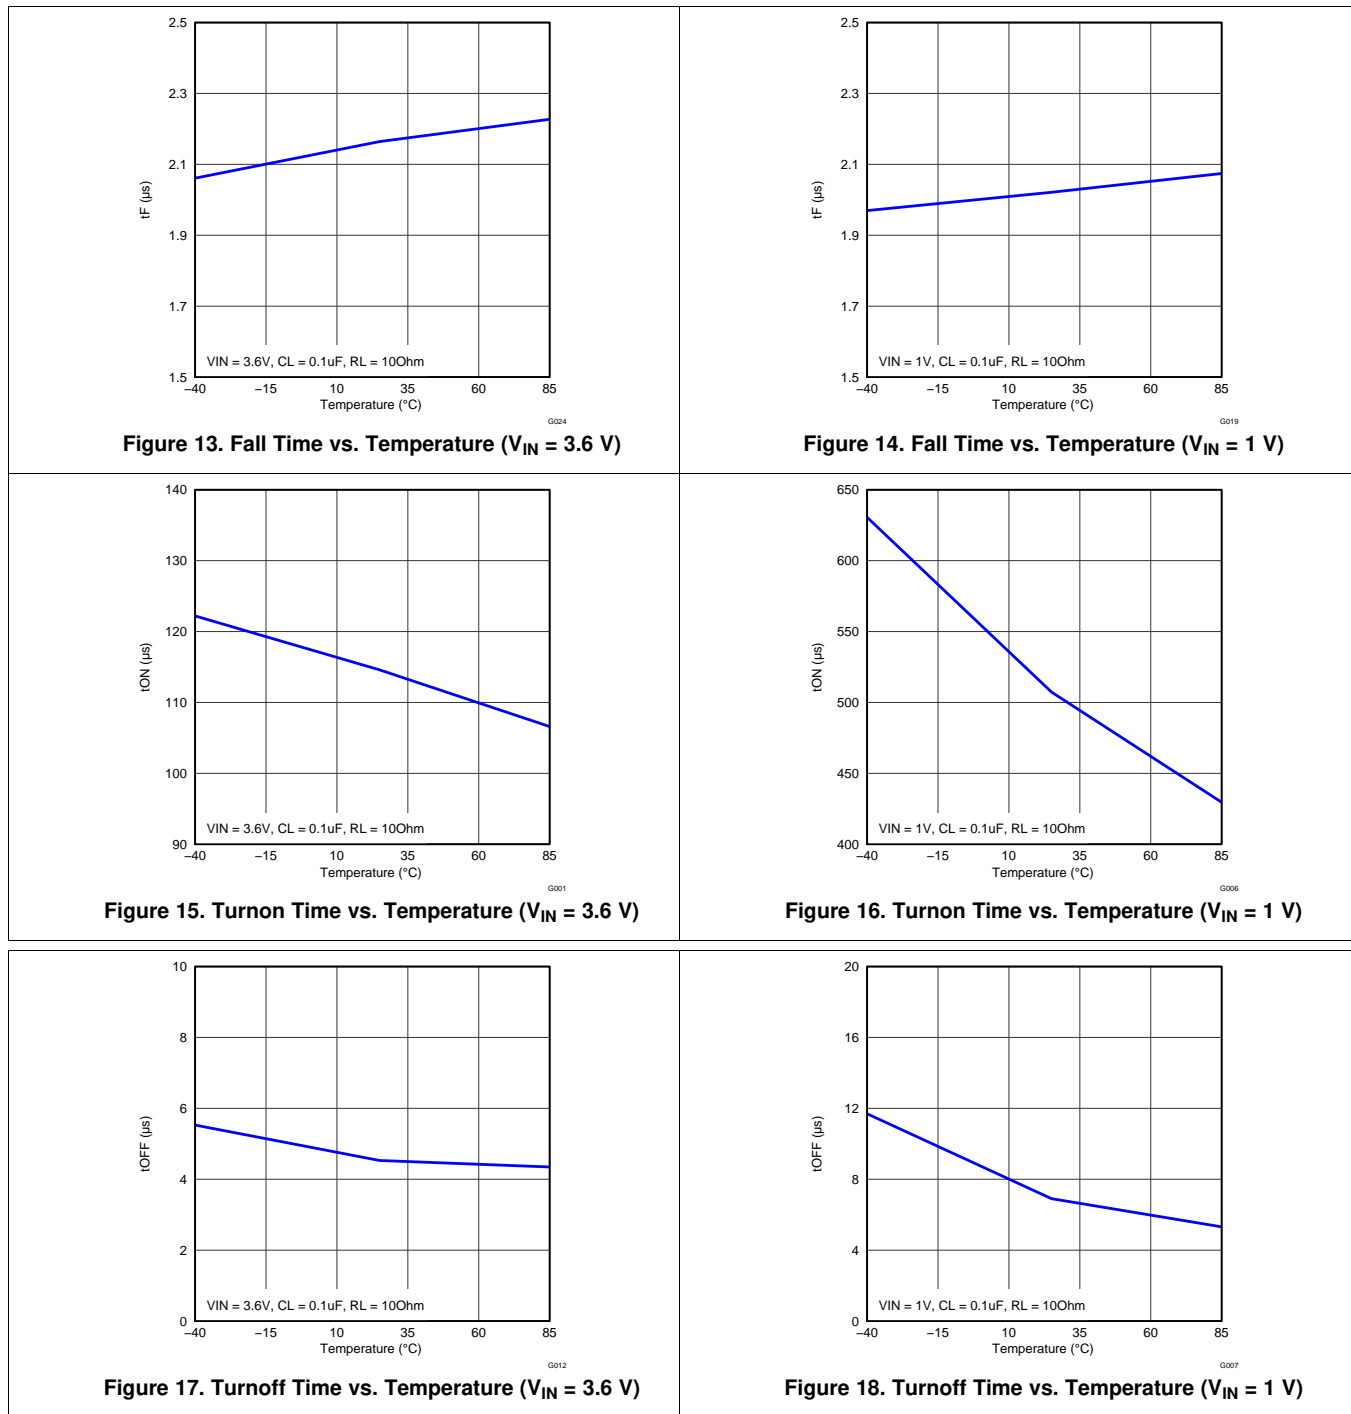 2.5
2.3
2.1
1.9
1.7
1.5
tF (µs)
VIN = 3.6V, CL = 0.1uF, RL = 10Ohm
−40 −15 10 35 60 85
Temperature (°C)
G024
Figure 13. Fall Time vs. Temperature (VIN = 3.6 V)
2.5
2.3
2.1
1.9
1.7
1.5
tF (µs)
VIN = 1V, CL = 0.1uF, RL = 10Ohm
−40 −15 10 35 60 85
Temperature (°C)
G019
Figure 14. Fall Time vs. Temperature (VIN = 1 V)
140
130
120
110
100
90
tON (µs)
VIN = 3.6V, CL = 0.1uF, RL = 10Ohm
−40 −15 10 35 60 85
Temperature (°C)
G001
Figure 15. Turnon Time vs. Temperature (VIN = 3.6 V)
650
600
550
500
450
400
tON (µs)
VIN = 1V, CL = 0.1uF, RL = 10Ohm
−40 −15 10 35 60 85
Temperature (°C)
G006
Figure 16. Turnon Time vs. Temperature (VIN = 1 V)
10
8
6
4
2
0
tOFF (µs)
VIN = 3.6V, CL = 0.1uF, RL = 10Ohm
−40 −15 10 35 60 85
Temperature (°C)
G012
Figure 17. Turnoff Time vs. Temperature (VIN = 3.6 V)
20
16
12
8
4
0
tOFF (µs)
VIN = 1V, CL = 0.1uF, RL = 10Ohm
−40 −15 10 35 60 85
Temperature (°C)
G007
Figure 18. Turnoff Time vs. Temperature (VIN = 1 V)